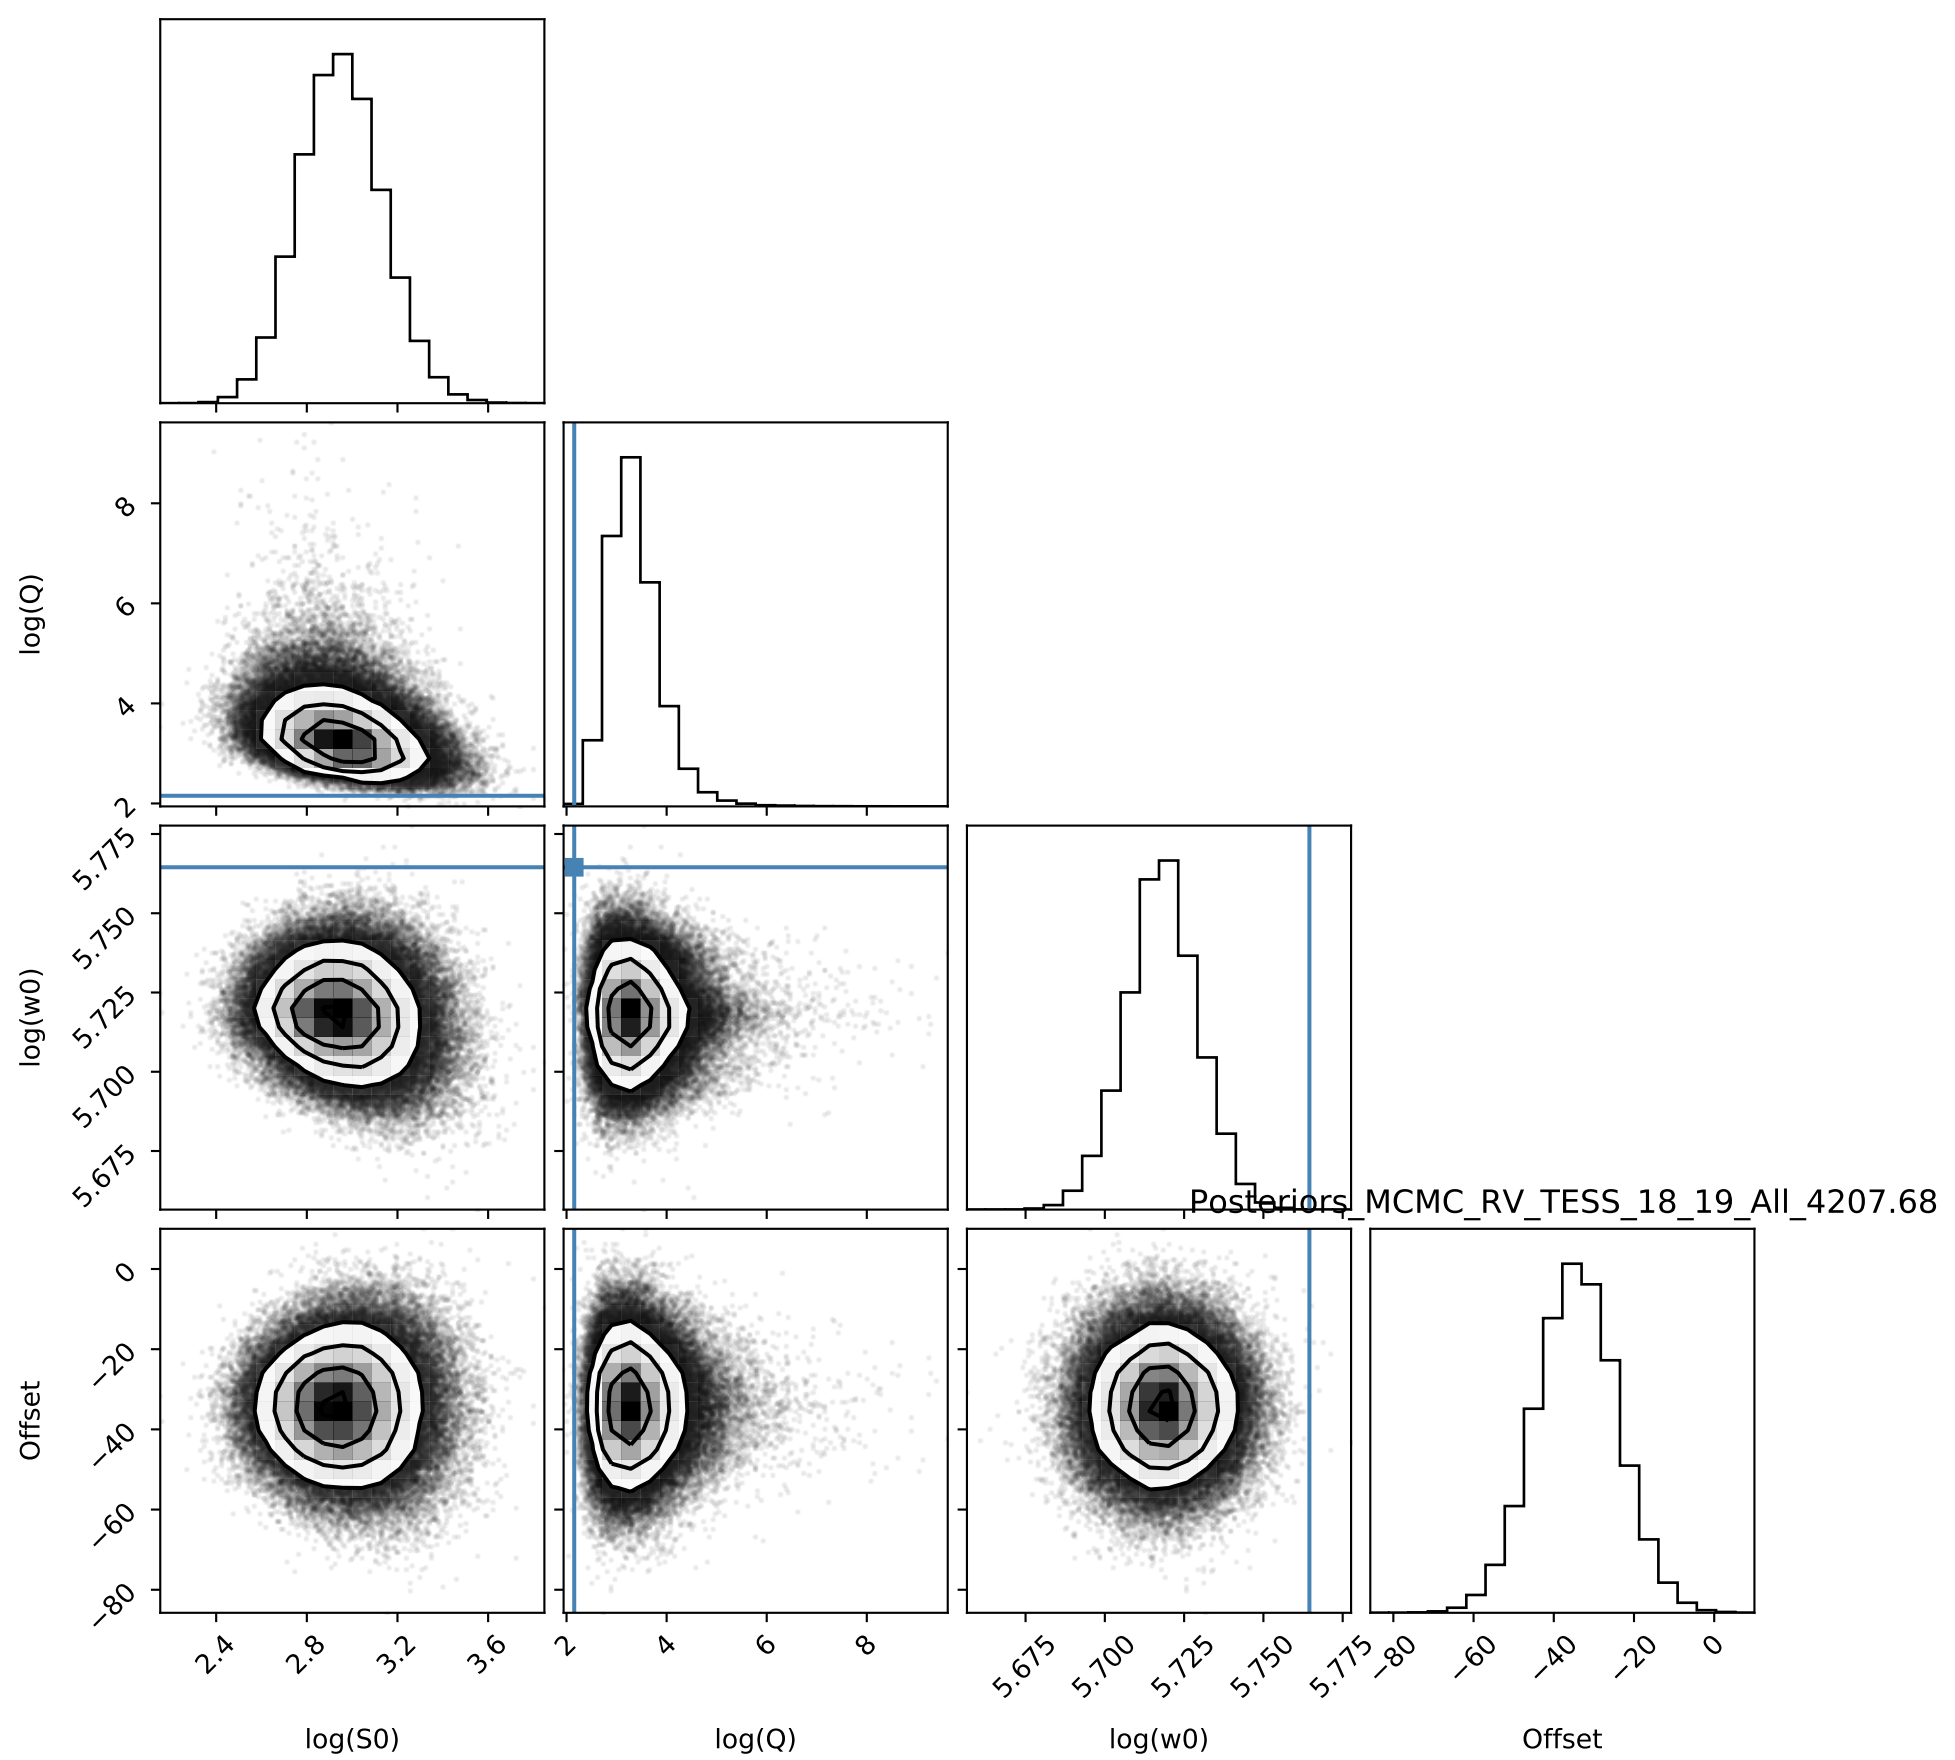 8
6
4
2
log(Q)
5.775
5.750
5.725
5.700
5.675
log(w0)
Posteriors_MCMC_RV_TESS_18_19_All_4207.68
0
−20
−40
−60
−80
Offset
2.4 2.8 3.2 3.6
2 4 6 8
5.675 5.700 5.725 5.750 5.775
−80 −60 −40 −20 0
log(S0) log(Q) log(w0) Offset